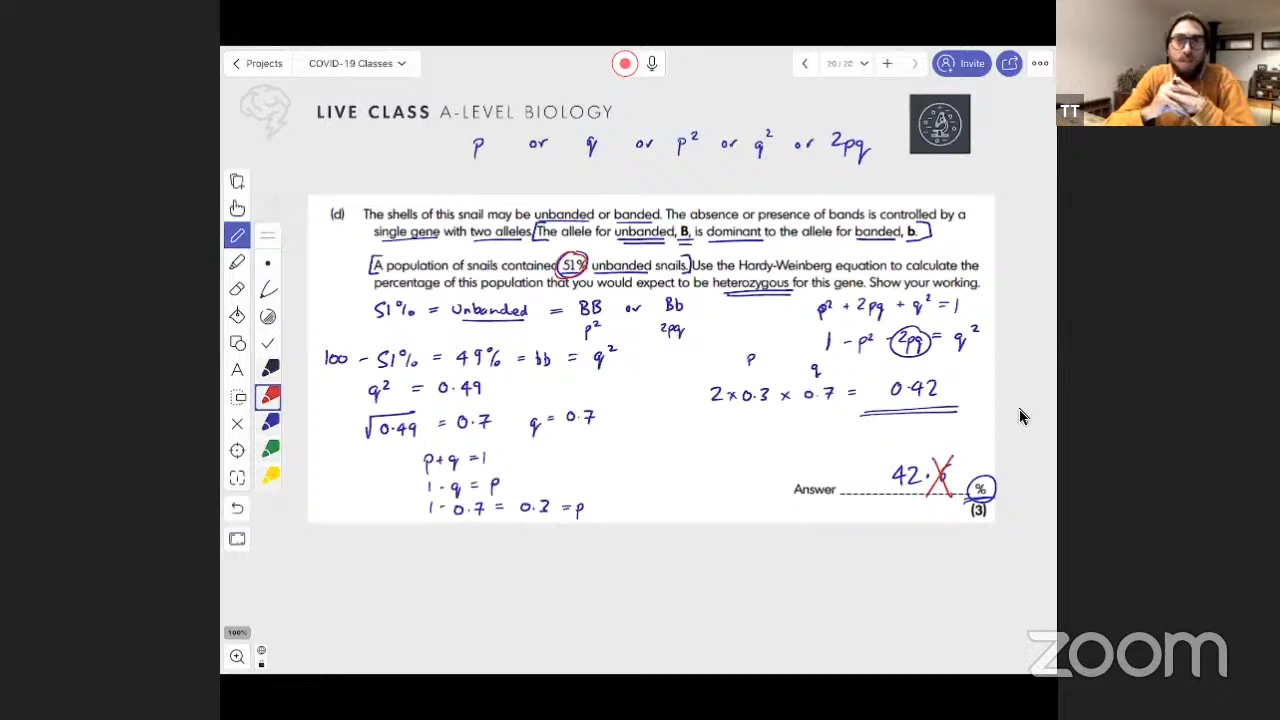 Projects
COVID-19 Classes
20 / 20
Invite
TT
LIVE CLASS A-LEVEL BIOLOGY
p or q or p² or q² or 2pq
(d) The shells of this snail may be unbanded or banded. The absence or presence of bands is controlled by a
single gene with two alleles. The allele for unbanded, B, is dominant to the allele for banded, b.
A population of snails contained 51% unbanded snails. Use the Hardy-Weinberg equation to calculate the
percentage of this population that you would expect to be heterozygous for this gene. Show your working.
51% = Unbanded = BB or Bb
p² 2pq
p² + 2pq + q² = 1
1 - p² - 2pq = q²
100 - 51% = 49% = bb = q²
q² = 0.49
p q
2 × 0.3 × 0.7 = 0.42
√0.49 = 0.7 q = 0.7
p + q = 1
1 - q = p
1 - 0.7 = 0.3 = p
42.
Answer %
(3)
A
100%
zoom